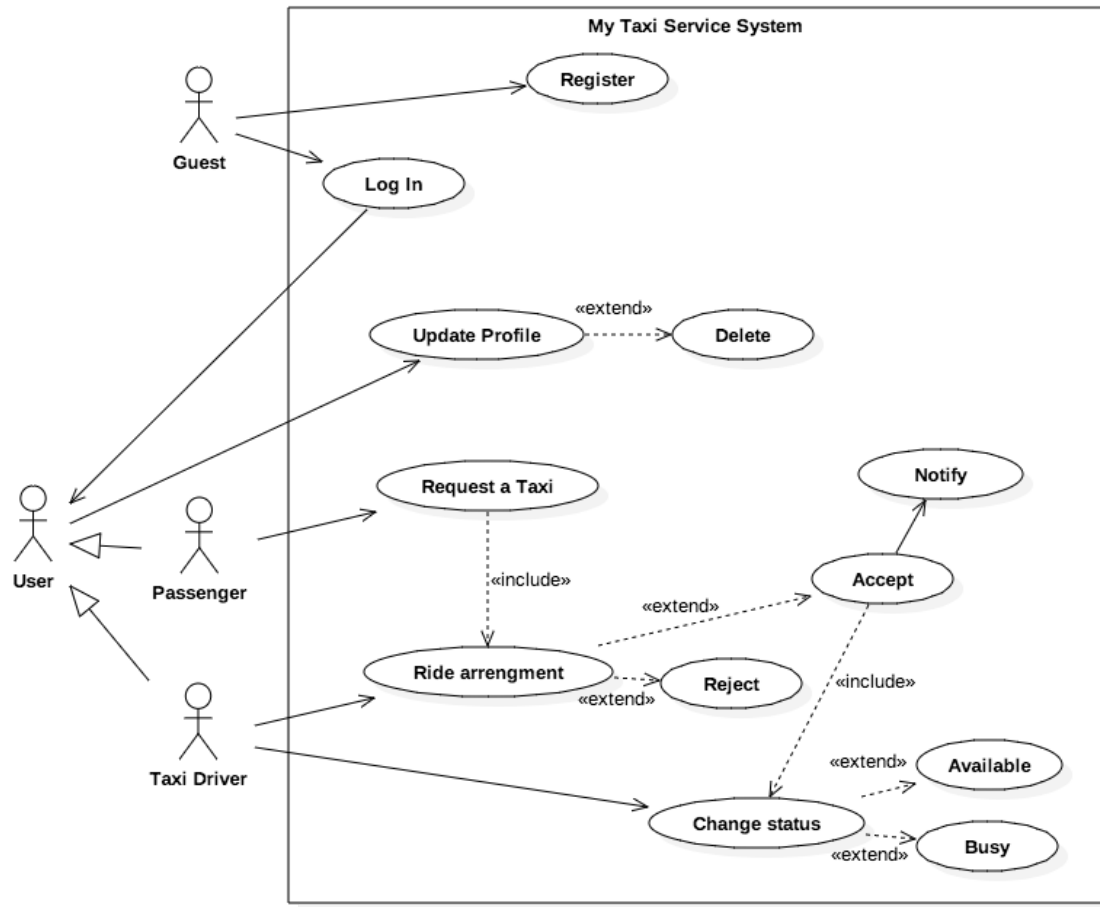 My Taxi Service System
Register
Guest
Log In
«extend»
Update Profile
Delete
Notify
Request a Taxi
User
Passenger
«include»
Accept
«extend»
Ride arrengment
Reject
«include»
«extend»
Taxi Driver
«extend»
Available
Change status
Busy
«extend»